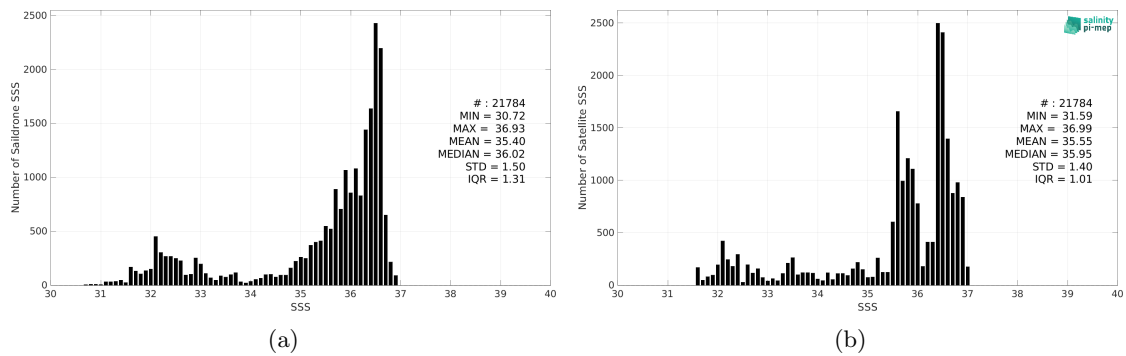 2500
2000
1500
1000
500
0
30 31 32 33 34 35 36 37 38 39 40
SSS
Number of Saildrone SSS
# : 21784
MIN = 30.72
MAX = 36.93
MEAN = 35.40
MEDIAN = 36.02
STD = 1.50
IQR = 1.31
(a)
2500
2000
1500
1000
500
0
30 31 32 33 34 35 36 37 38 39 40
SSS
Number of Satellite SSS
salinity
pi-mep
# : 21784
MIN = 31.59
MAX = 36.99
MEAN = 35.55
MEDIAN = 35.95
STD = 1.40
IQR = 1.01
(b)